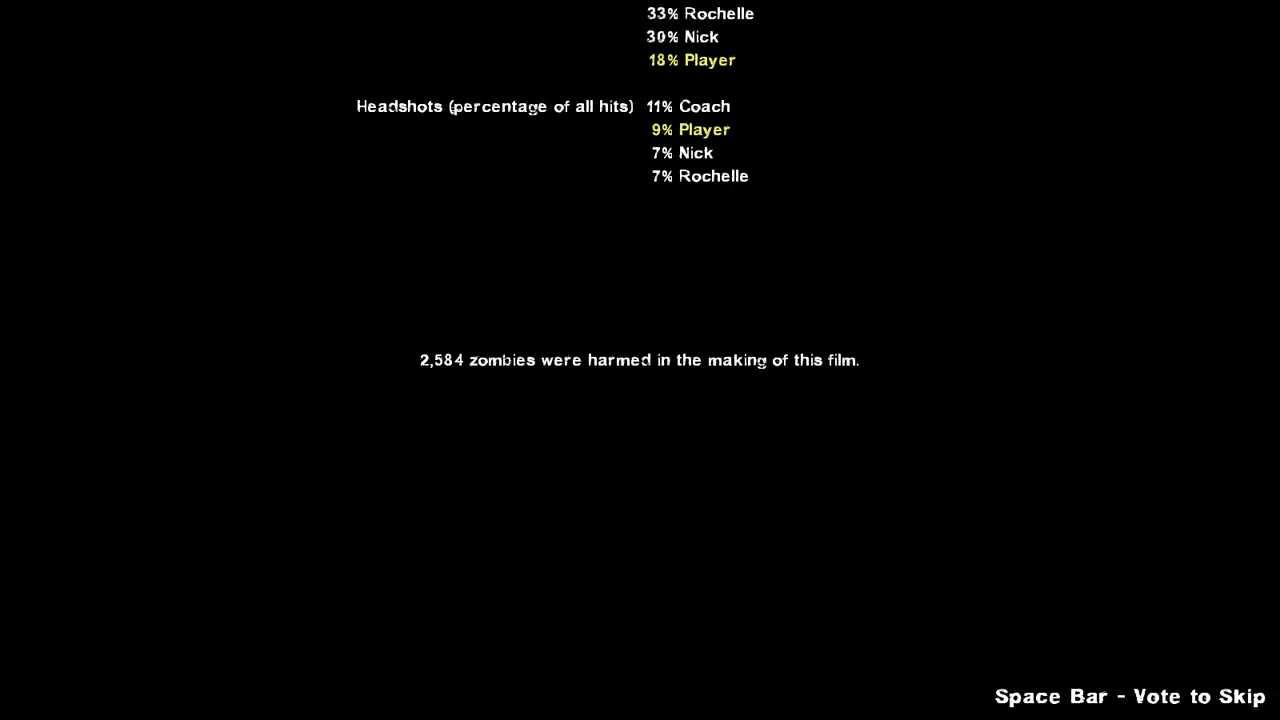 33% Rochelle
30% Nick
18% Player
Headshots (percentage of all hits) 11% Coach
9% Player
7% Nick
7% Rochelle
2,584 zombies were harmed in the making of this film.
Space Bar - Vote to Skip